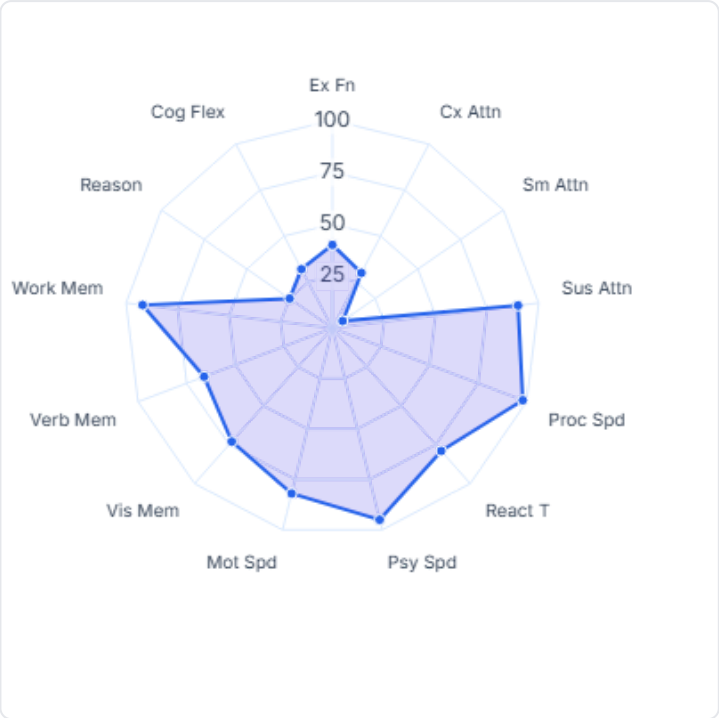 Ex Fn
Cog Flex
Cx Attn
100
75
Reason
Sm Attn
50
25
Work Mem
Sus Attn
Verb Mem
Proc Spd
Vis Mem
React T
Mot Spd
Psy Spd